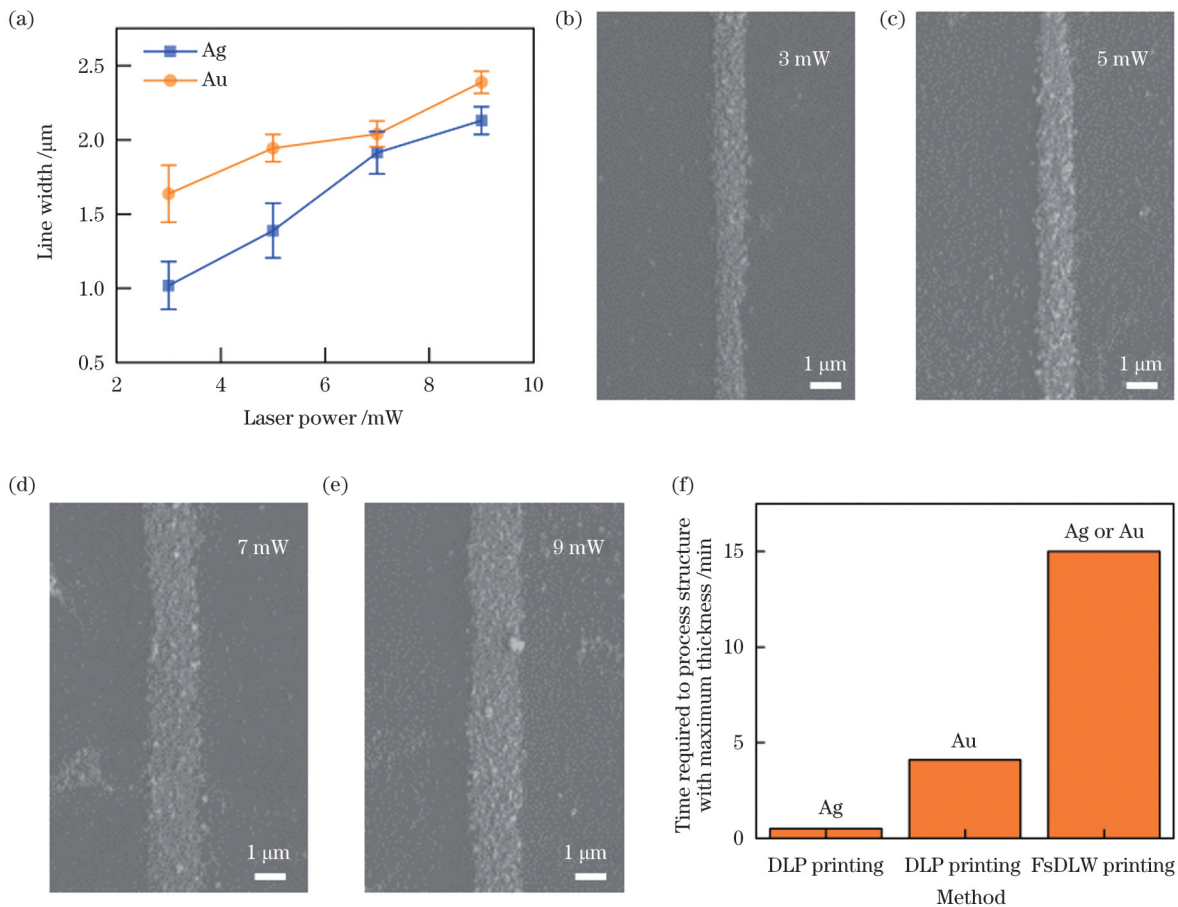 (a)
Ag
Au
2.5
2.0
1.5
1.0
0.5
2
4
6
8
10
Line width /μm
Laser power /mW
(b)
3 mW
1 μm
(c)
5 mW
1 μm
(d)
7 mW
1 μm
(e)
9 mW
1 μm
(f)
Time required to process structure
with maximum thickness /min
15
10
5
0
Ag
Au
Ag or Au
DLP printing
DLP printing
FsDLW printing
Method